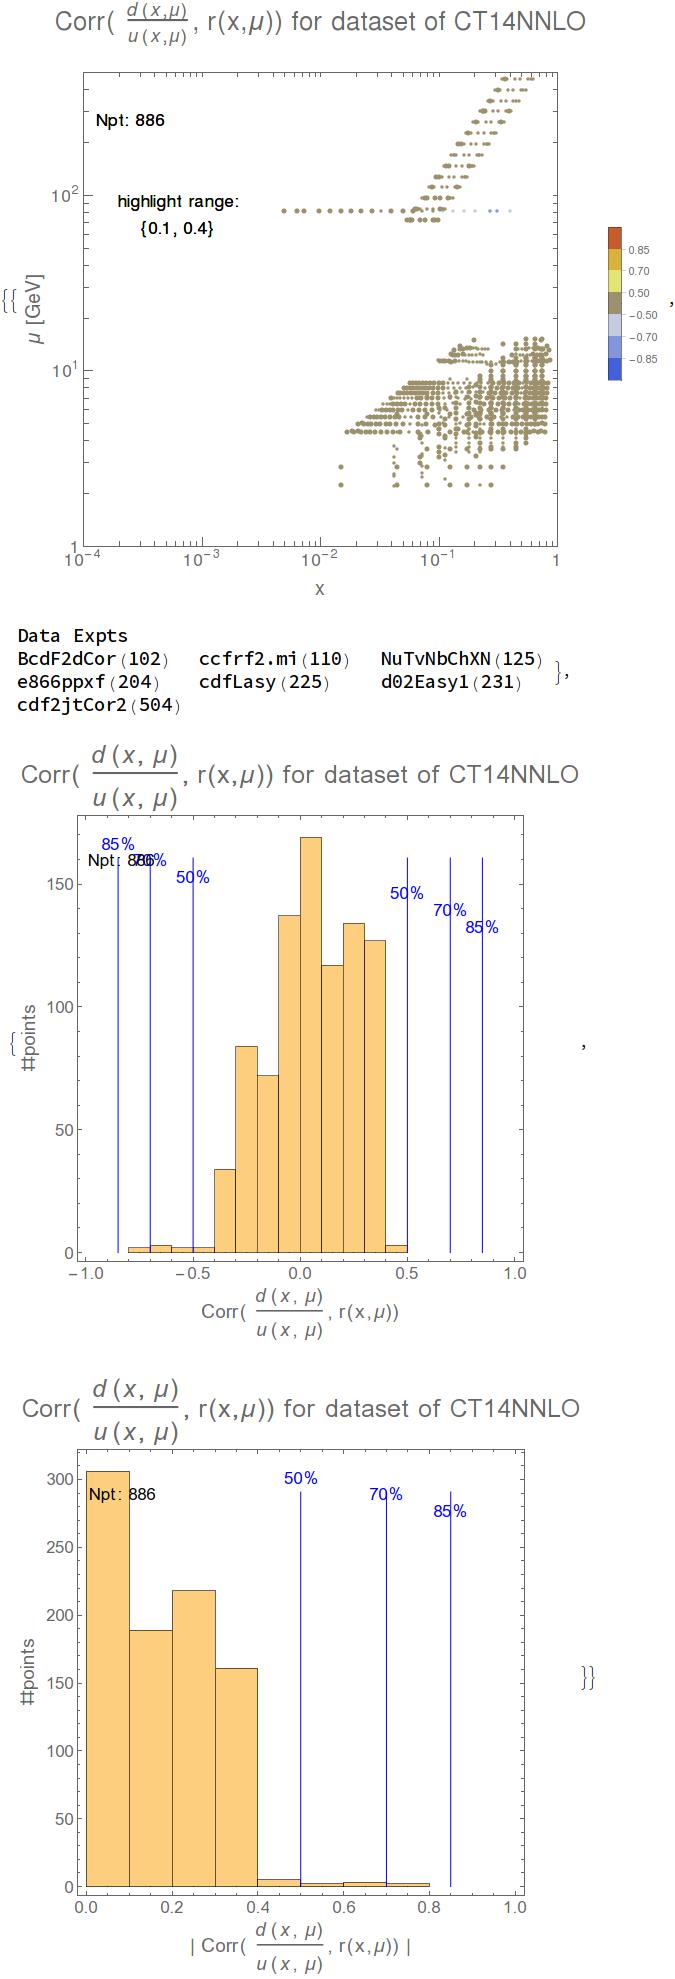 Corr( d(x,μ)/u(x,μ) , r(x,μ)) for dataset of CT14NNLO
Npt: 886
highlight range:
{0.1, 0.4}
10²
10¹
1
μ [GeV]
10⁻⁴ 10⁻³ 10⁻² 10⁻¹ 1
x
0.85
0.70
0.50
−0.50
−0.70
−0.85
{{
,
Data Expts
BcdF2dCor(102) ccfrf2.mi(110) NuTvNbChXN(125)
e866ppxf(204) cdfLasy(225) d02Easy1(231)
cdf2jtCor2(504)
},
Corr( d(x, μ)/u(x, μ) , r(x,μ)) for dataset of CT14NNLO
85%
Npt: 886 70%
50%
50%
70%
85%
150
100
50
0
{
#points
,
−1.0 −0.5 0.0 0.5 1.0
Corr( d(x, μ)/u(x, μ) , r(x,μ))
Corr( d(x, μ)/u(x, μ) , r(x,μ)) for dataset of CT14NNLO
50%
Npt: 886 70%
85%
300
250
200
150
100
50
0
#points
}}
0.0 0.2 0.4 0.6 0.8 1.0
| Corr( d(x, μ)/u(x, μ) , r(x,μ)) |